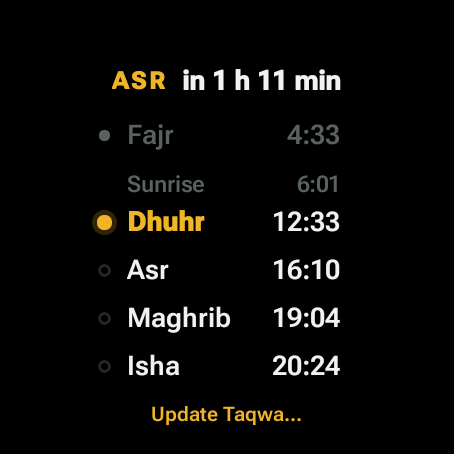 ASR in 1 h 11 min
Fajr 4:33
Sunrise 6:01
Dhuhr 12:33
Asr 16:10
Maghrib 19:04
Isha 20:24
Update Taqwa...